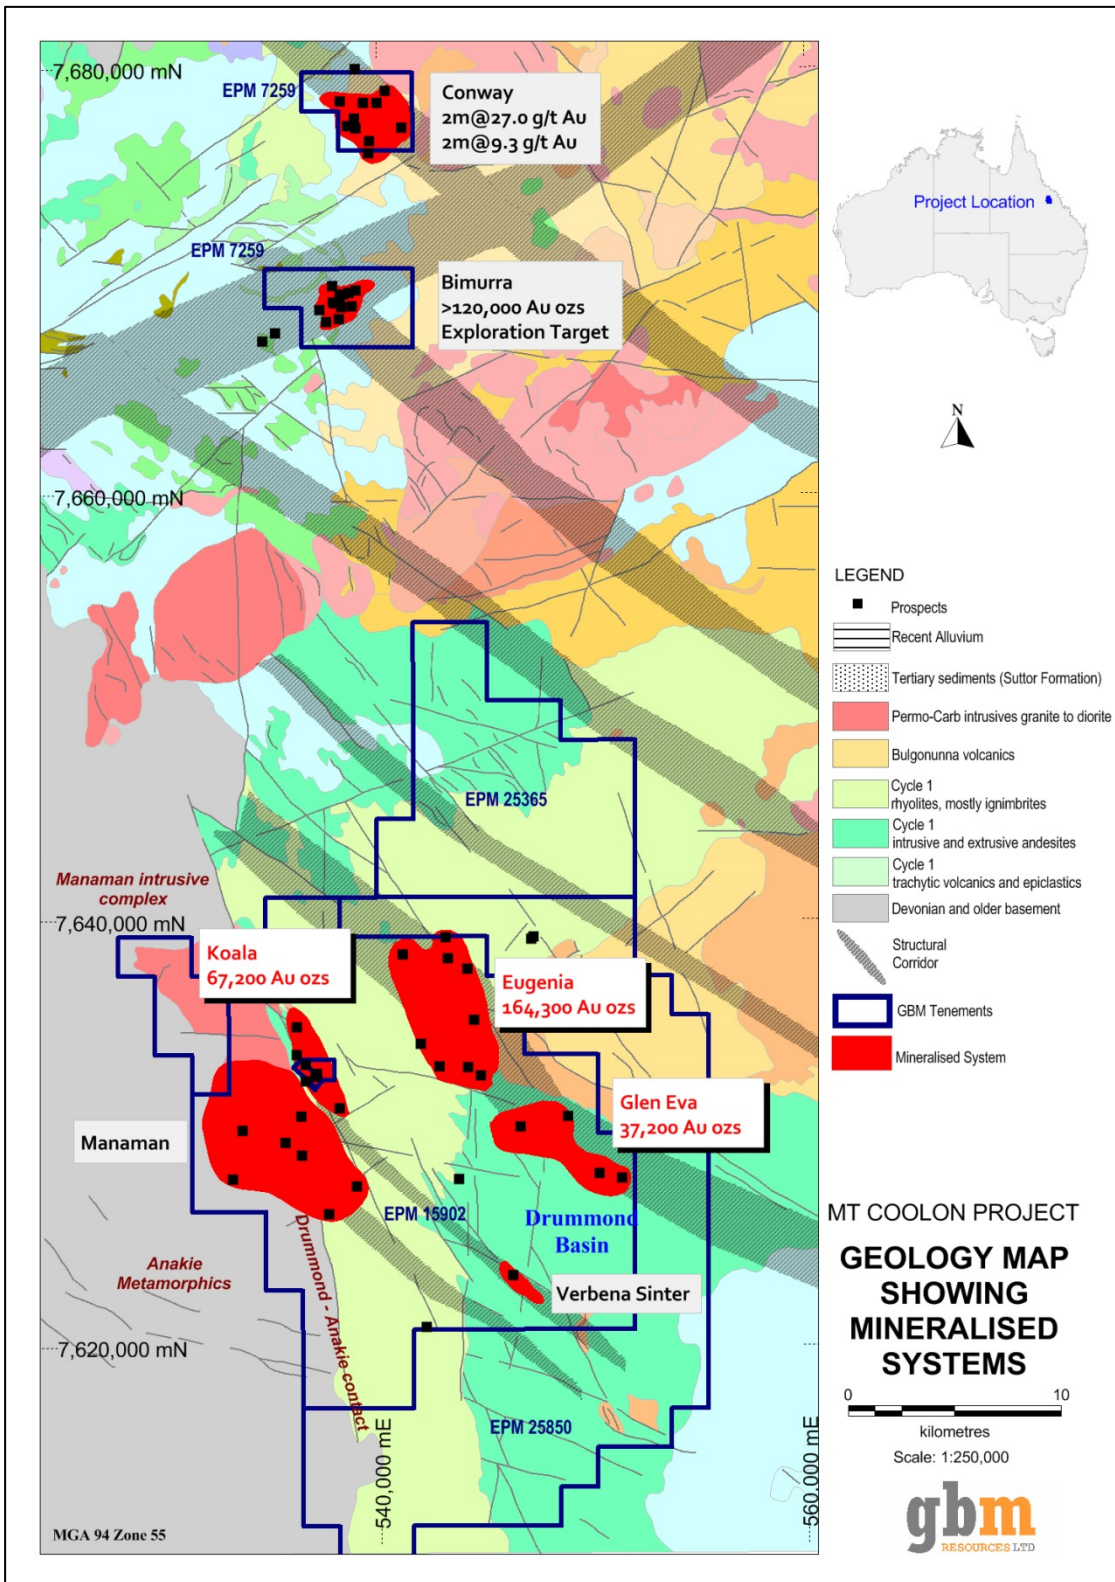 7,680,000 mN
EPM 7259
Conway
2m@27.0 g/t Au
2m@9.3 g/t Au
Project Location
EPM 7259
Bimurra
>120,000 Au ozs
Exploration Target
N
7,660,000 mN
LEGEND
Prospects
Recent Alluvium
Tertiary sediments (Suttor Formation)
Permo-Carb intrusives granite to diorite
Bulgonunna volcanics
Cycle 1
rhyolites, mostly ignimbrites
Cycle 1
intrusive and extrusive andesites
Cycle 1
trachytic volcanics and epiclastics
Devonian and older basement
Structural
Corridor
GBM Tenements
Mineralised System
EPM 25365
Manaman intrusive
complex
7,640,000 mN
Koala
67,200 Au ozs
Eugenia
164,300 Au ozs
Glen Eva
37,200 Au ozs
Manaman
EPM 15902
Drummond
Basin
Anakie
Metamorphics
Drummond - Anakie contact
Verbena Sinter
7,620,000 mN
EPM 25850
540,000 mE
560,000 mE
MGA 94 Zone 55
MT COOLON PROJECT
GEOLOGY MAP
SHOWING
MINERALISED
SYSTEMS
0 10
kilometres
Scale: 1:250,000
gbm
RESOURCES LTD